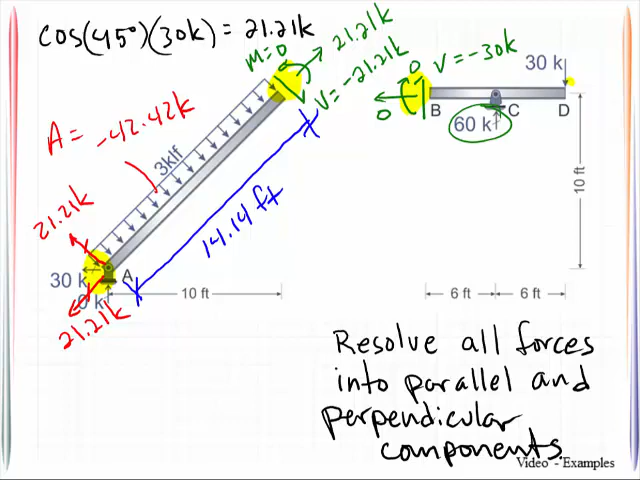 cos(45°)(30k) = 21.21k
M=0
21.21k
V=-21.21k
0
V=-30k
30 k
0
B
C
D
60 k
A= -42.42k
3klf
10 ft
21.21k
14.14 ft
30 k
A
0 k
10 ft
6 ft
6 ft
21.21k
Resolve all forces
into parallel and
perpendicular
components.
Video - Examples